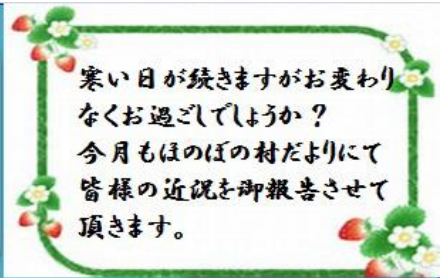 寒い日が続きますがお変わり
なくお過ごしでしょうか？
今月もほのぼの村だよりにて
皆様の近況を御報告させて
頂きます。